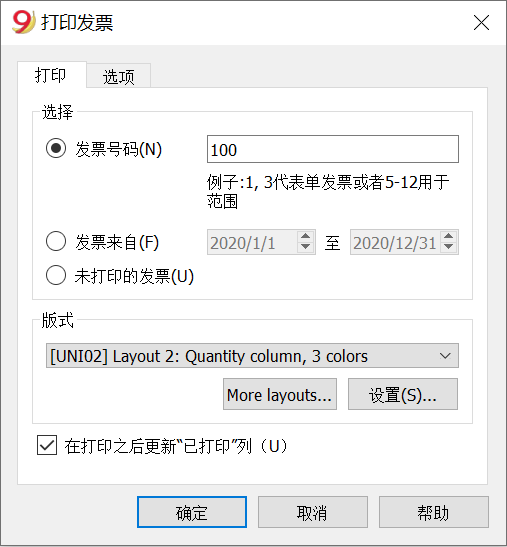 打印发票
打印
选项
选择
发票号码(N)
100
例子:1, 3代表单发票或者5-12用于
范围
发票来自(F)
2020/1/1
至
2020/12/31
未打印的发票(U)
版式
[UNI02] Layout 2: Quantity column, 3 colors
More layouts...
设置(S)...
在打印之后更新“已打印”列（U）
确定
取消
帮助